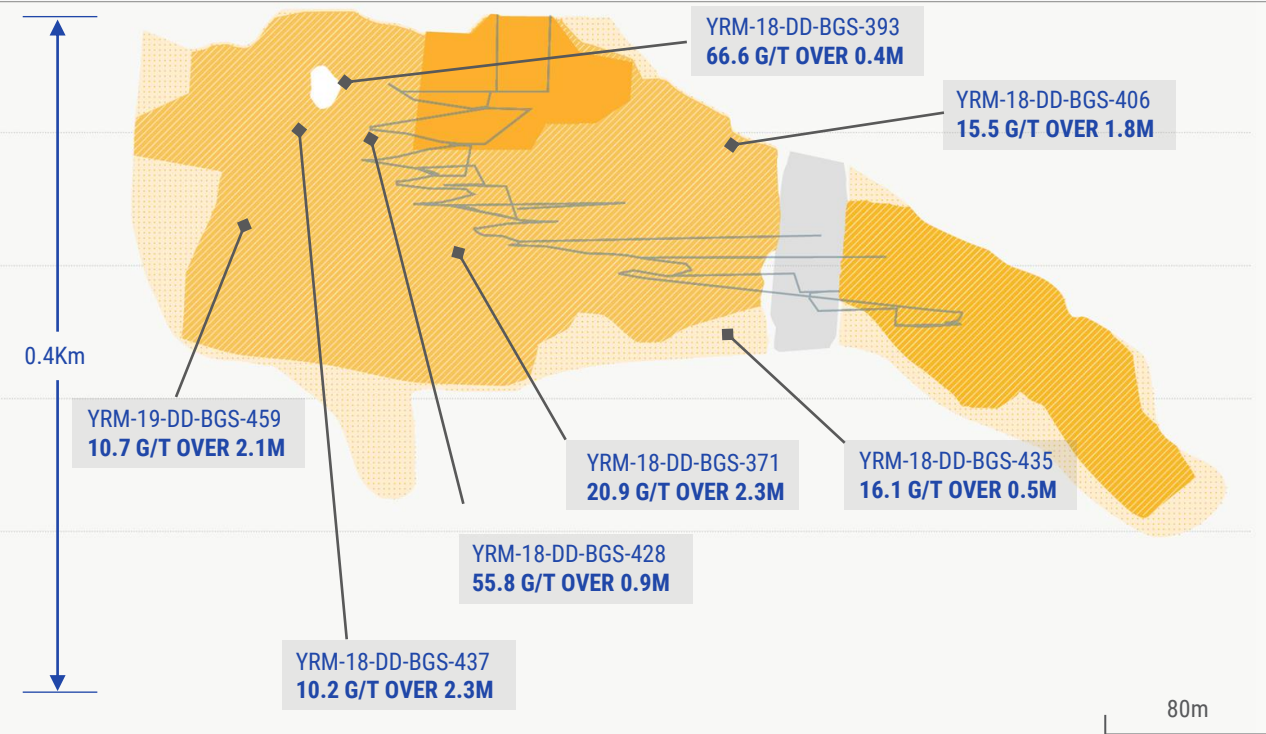 YRM-18-DD-BGS-393
66.6 G/T OVER 0.4M
YRM-18-DD-BGS-406
15.5 G/T OVER 1.8M
0.4Km
YRM-19-DD-BGS-459
10.7 G/T OVER 2.1M
YRM-18-DD-BGS-371
20.9 G/T OVER 2.3M
YRM-18-DD-BGS-435
16.1 G/T OVER 0.5M
YRM-18-DD-BGS-428
55.8 G/T OVER 0.9M
YRM-18-DD-BGS-437
10.2 G/T OVER 2.3M
80m